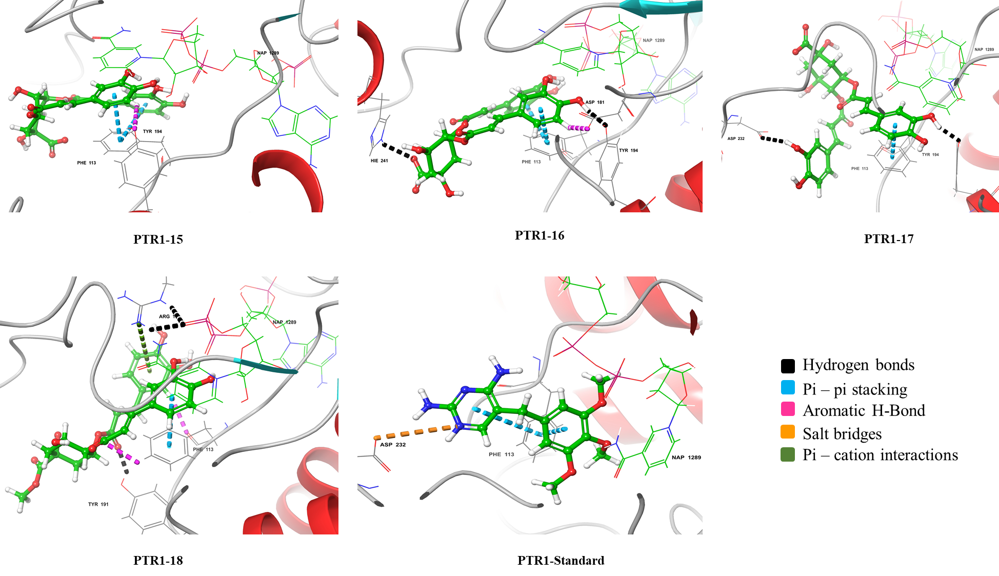 NAP 1289
TYR 194
PHE 113
PTR1-15
NAP 1289
ASP 181
HIE 241
PHE 113
TYR 194
PTR1-16
NAP 1289
ASP 232
PHE 113
TYR 194
PTR1-17
ARG
NAP 1289
PHE 113
TYR 191
PTR1-18
ASP 232
PHE 113
NAP 1289
PTR1-Standard
Hydrogen bonds
Pi – pi stacking
Aromatic H-Bond
Salt bridges
Pi – cation interactions